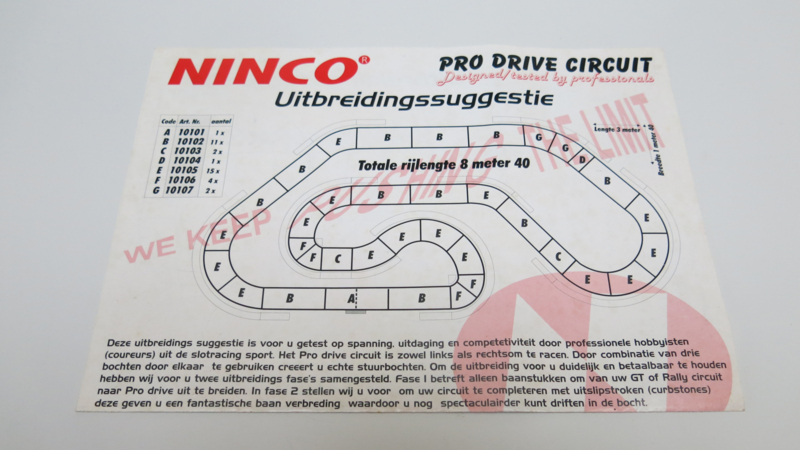 NINCO®
PRO DRIVE CIRCUIT
Designed/tested by professionals
Uitbreidingssuggestie
Code Art. Nr. aantal
A 10101 1 x
B 10102 11 x
C 10103 2 x
D 10104 1 x
E 10105 15 x
F 10106 4 x
G 10107 2 x
Lengte 3 meter
Breedte 1 meter 40
Totale rijlengte 8 meter 40
WE KEEP PUSHING THE LIMIT
E B B B G G D
B B
B B
E B B E E
E B E
E E E E
F F C E E C E
E F E E
E B A B F
Deze uitbreidings suggestie is voor u getest op spanning, uitdaging en competetiviteit door professionele hobbyisten
(coureurs) uit de slotracing sport. Het Pro drive circuit is zowel links als rechtsom te racen. Door combinatie van drie
bochten door elkaar te gebruiken creeert u echte stuurbochten. Om de uitbreiding voor u duidelijk en betaalbaar te houden
hebben wij voor u twee uitbreidings fase's samengesteld. Fase 1 betreft alleen baanstukken om van uw GT of Rally circuit
naar Pro drive uit te breiden. In fase 2 stellen wij u voor om uw circuit te completeren met uitslipstroken (curbstones)
deze geven u een fantastische baan verbreding waardoor u nog spectaculairder kunt driften in de bocht.